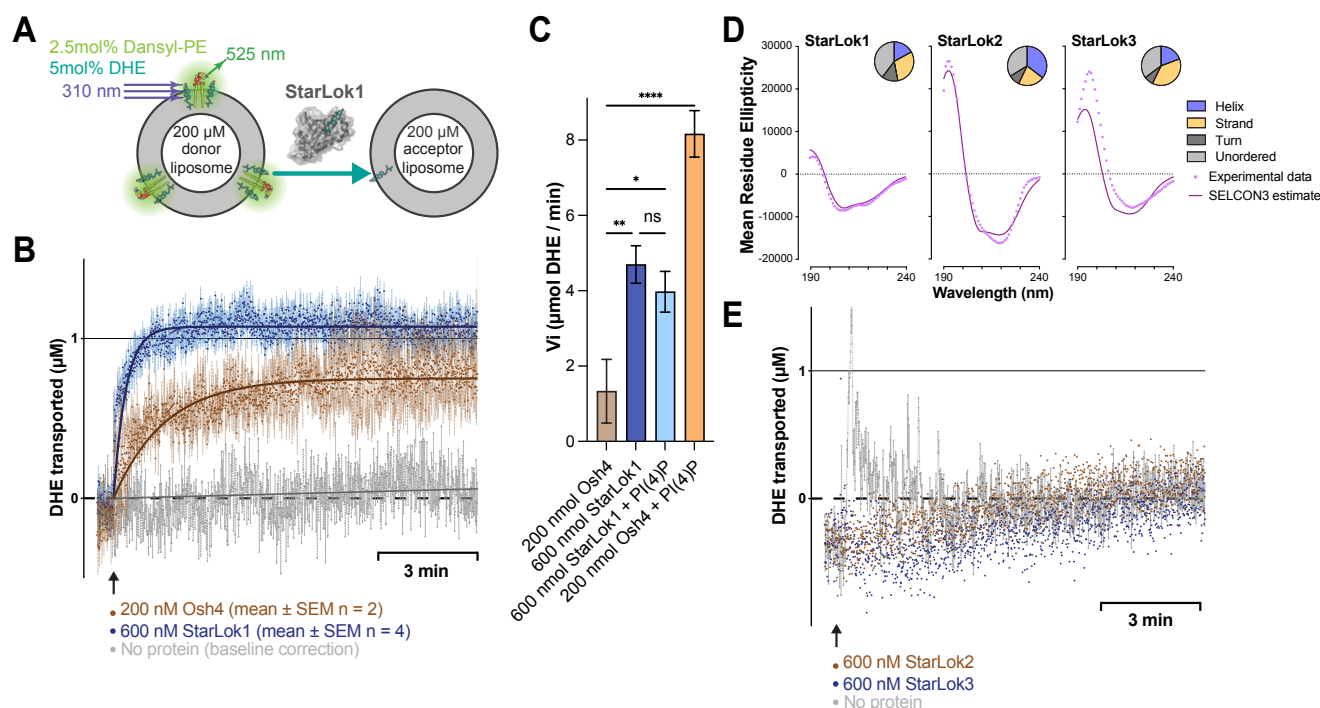 A
2.5mol% Dansyl-PE
525 nm
5mol% DHE
310 nm
StarLok1
200 µM
donor
liposome
200 µM
acceptor
liposome
B
DHE transported (µM)
1
0
3 min
200 nM Osh4 (mean ± SEM n = 2)
600 nM StarLok1 (mean ± SEM n = 4)
No protein (baseline correction)
C
Vi (µmol DHE / min)
8
6
4
2
0
****
*
**
ns
200 nmol Osh4
600 nmol StarLok1
600 nmol StarLok1 + PI(4)P
200 nmol Osh4 + PI(4)P
D
Mean Residue Ellipticity
30000
20000
10000
0
-10000
-20000
StarLok1
StarLok2
StarLok3
190
240
190
240
190
240
Wavelength (nm)
Helix
Strand
Turn
Unordered
Experimental data
SELCON3 estimate
E
DHE transported (µM)
1
0
3 min
600 nM StarLok2
600 nM StarLok3
No protein